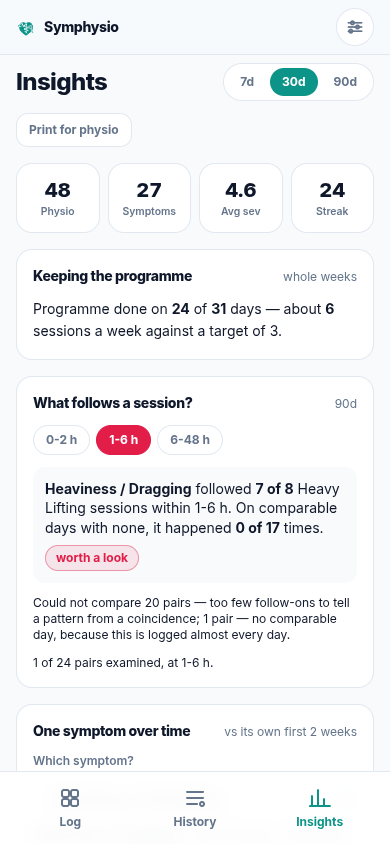 Symphysio
Insights
7d
30d
90d
Print for physio
48
Physio
27
Symptoms
4.6
Avg sev
24
Streak
Keeping the programme
whole weeks
Programme done on 24 of 31 days — about 6
sessions a week against a target of 3.
What follows a session?
90d
0-2 h
1-6 h
6-48 h
Heaviness / Dragging followed 7 of 8 Heavy
Lifting sessions within 1-6 h. On comparable
days with none, it happened 0 of 17 times.
worth a look
Could not compare 20 pairs — too few follow-ons to tell
a pattern from a coincidence; 1 pair — no comparable
day, because this is logged almost every day.
1 of 24 pairs examined, at 1-6 h.
One symptom over time
vs its own first 2 weeks
Which symptom?
Log
History
Insights